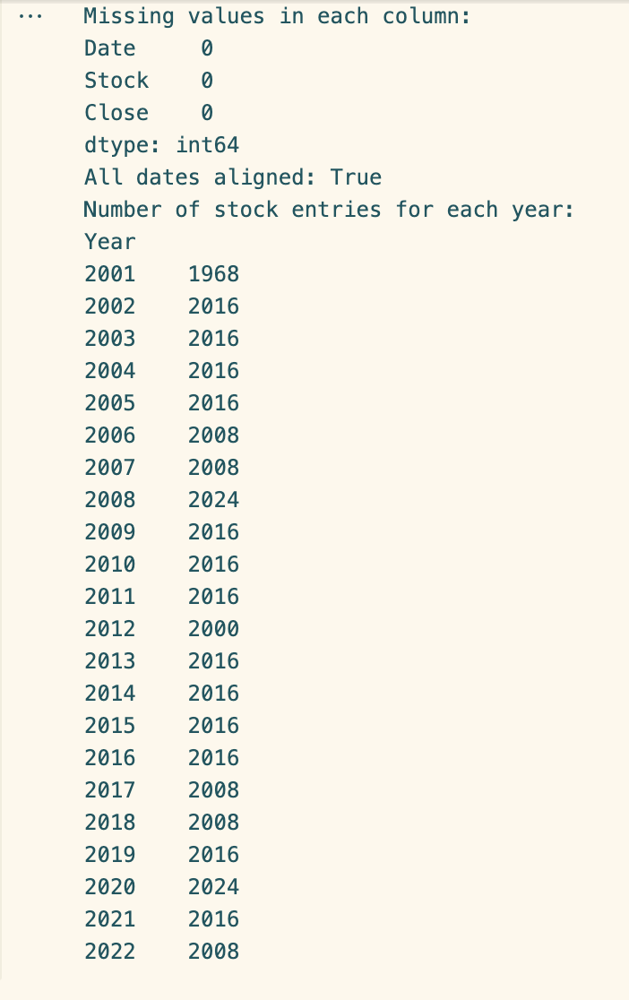 ...
Missing values in each column:
Date     0
Stock    0
Close    0
dtype: int64
All dates aligned: True
Number of stock entries for each year:
Year
2001    1968
2002    2016
2003    2016
2004    2016
2005    2016
2006    2008
2007    2008
2008    2024
2009    2016
2010    2016
2011    2016
2012    2000
2013    2016
2014    2016
2015    2016
2016    2016
2017    2008
2018    2008
2019    2016
2020    2024
2021    2016
2022    2008